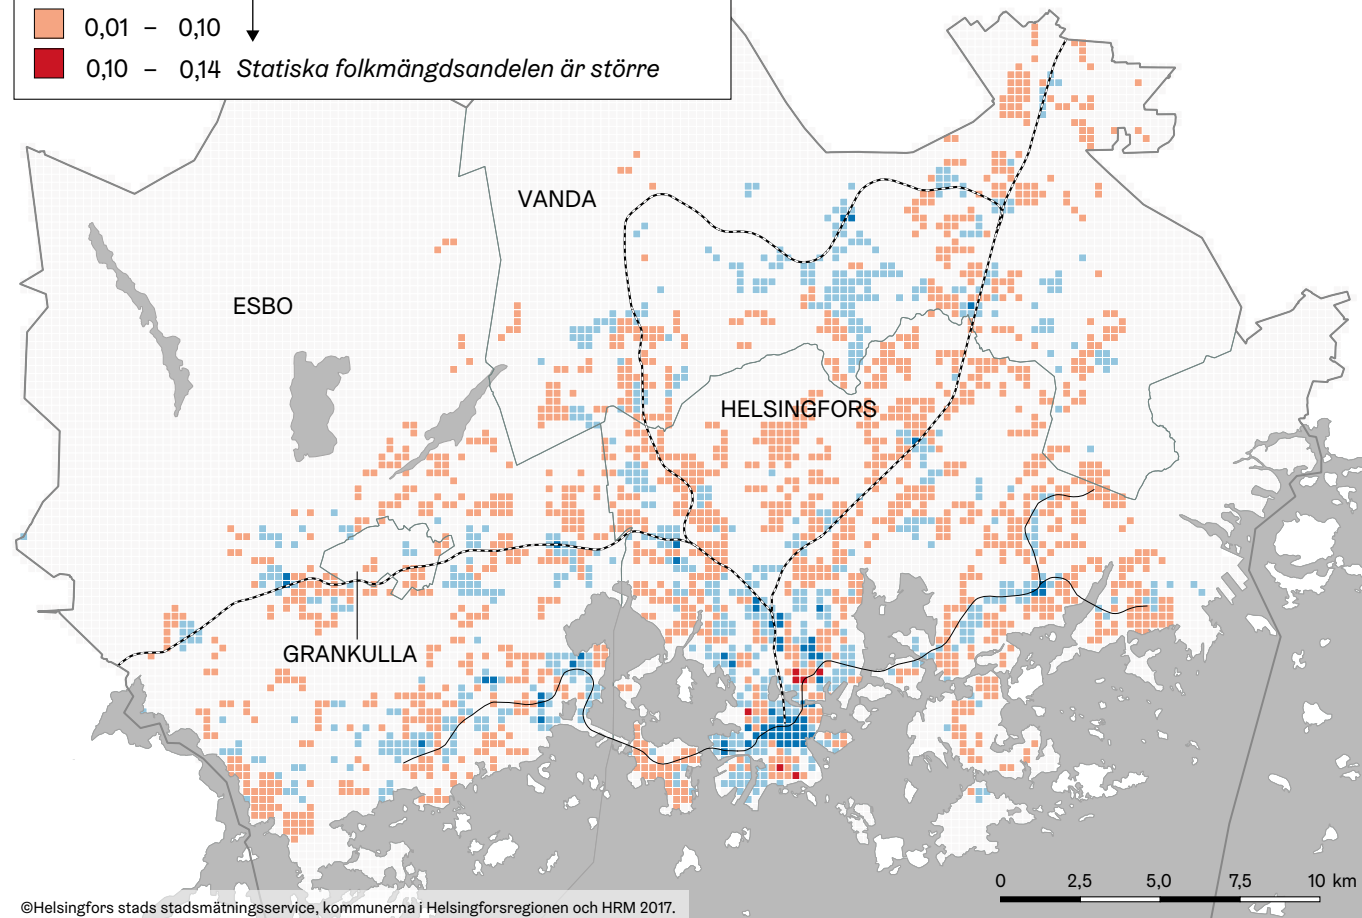 0,01 – 0,10
0,10 – 0,14 Statiska folkmängdsandelen är större
VANDA
ESBO
HELSINGFORS
GRANKULLA
0 2,5 5,0 7,5 10 km
©Helsingfors stads stadsmätningsservice, kommunerna i Helsingforsregionen och HRM 2017.